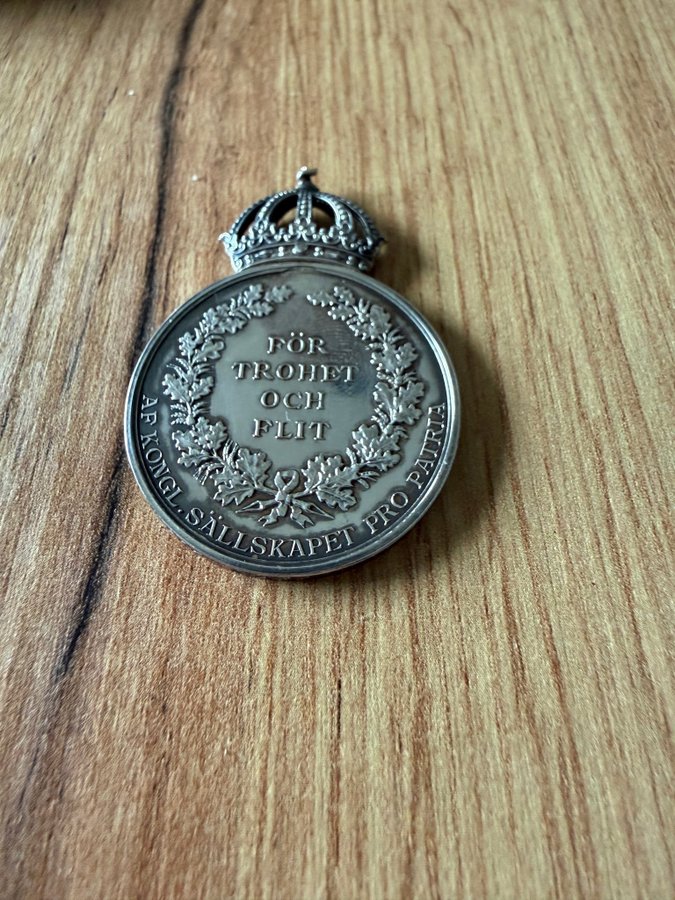 FÖR
TROHET
OCH
FLIT
AF KONGL. SÄLLSKAPET PRO PATRIA